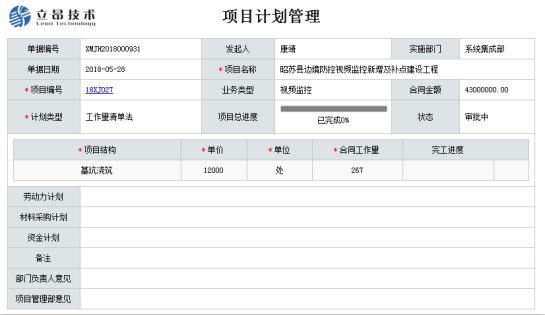 立昂技术
Leon technology
项目计划管理
单据编号 XMJH2018000931 发起人 康靖 实施部门 系统集成部
单据日期 2018-05-28 *项目名称 昭苏县边境防控视频监控新增及补点建设工程
*项目编号 18XJ027 业务类型 视频监控 合同金额 43000000.00
*计划类型 工作量清单法 项目总进度 已完成0% 状态 审批中
*项目结构 *单价 *单位 *合同工作量 完工进度
基坑浇筑 12000 处 267
劳动力计划
材料采购计划
资金计划
备注
部门负责人意见
项目管理部意见